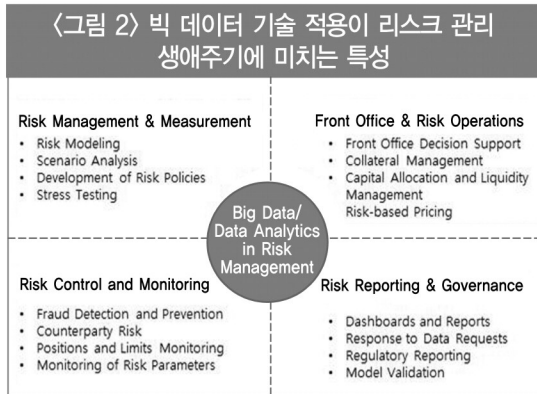 〈그림 2〉 빅 데이터 기술 적용이 리스크 관리
생애주기에 미치는 특성
Risk Management & Measurement
• Risk Modeling
• Scenario Analysis
• Development of Risk Policies
• Stress Testing
Front Office & Risk Operations
• Front Office Decision Support
• Collateral Management
• Capital Allocation and Liquidity
Management
Risk-based Pricing
Big Data/
Data Analytics
in Risk
Management
Risk Control and Monitoring
• Fraud Detection and Prevention
• Counterparty Risk
• Positions and Limits Monitoring
• Monitoring of Risk Parameters
Risk Reporting & Governance
• Dashboards and Reports
• Response to Data Requests
• Regulatory Reporting
• Model Validation